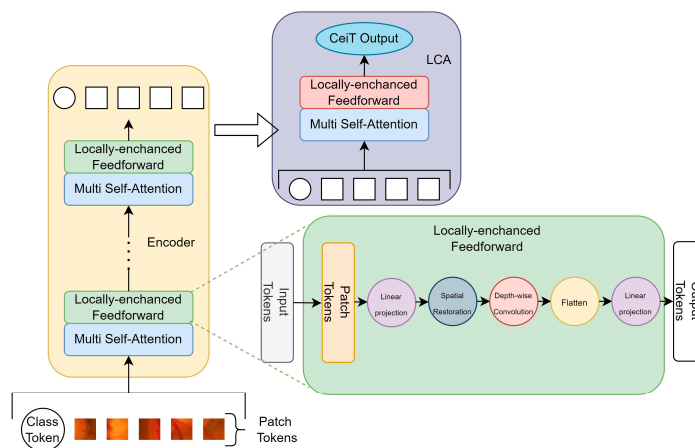 CeiT Output
LCA
Locally-enchanced
Feedforward
Multi Self-Attention
Locally-enchanced
Feedforward
Multi Self-Attention
Encoder
Locally-enchanced
Feedforward
Multi Self-Attention
Class
Token
Patch
Tokens
Locally-enchanced
Feedforward
Input
Tokens
Patch
Tokens
Linear
projection
Spatial
Restoration
Depth-wise
Convolution
Flatten
Linear
projection
Output
Tokens